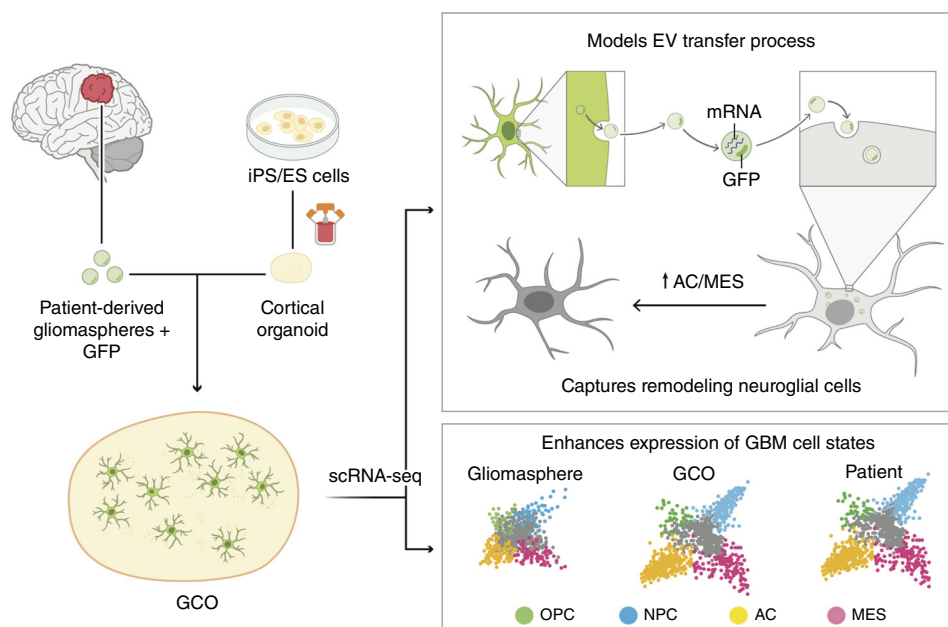 Models EV transfer process
mRNA
GFP
iPS/ES cells
Patient-derived
gliomaspheres +
GFP
Cortical
organoid
AC/MES
Captures remodeling neuroglial cells
scRNA-seq
GCO
Enhances expression of GBM cell states
Gliomasphere
GCO
Patient
OPC
NPC
AC
MES